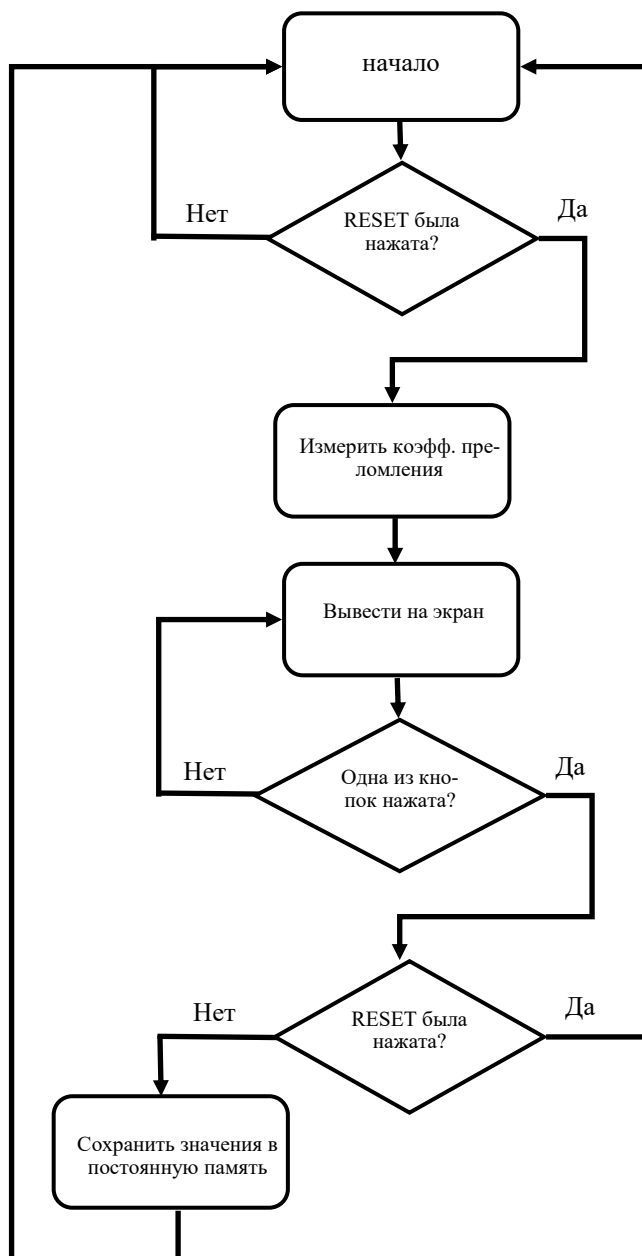 начало
RESET была
нажата?
Нет
Да
Измерить коэфф. пре-
ломления
Вывести на экран
Одна из кно-
пок нажата?
Нет
Да
RESET была
нажата?
Нет
Да
Сохранить значения в
постоянную память